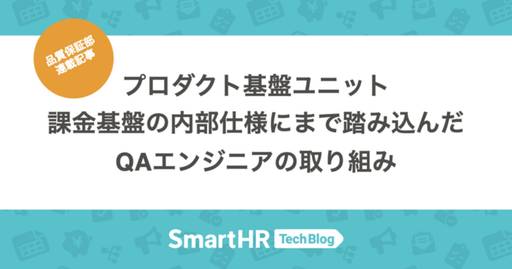 品質保証部
連載記事
プロダクト基盤ユニット
課金基盤の内部仕様にまで踏み込んだ
QAエンジニアの取り組み
SmartHR Tech Blog